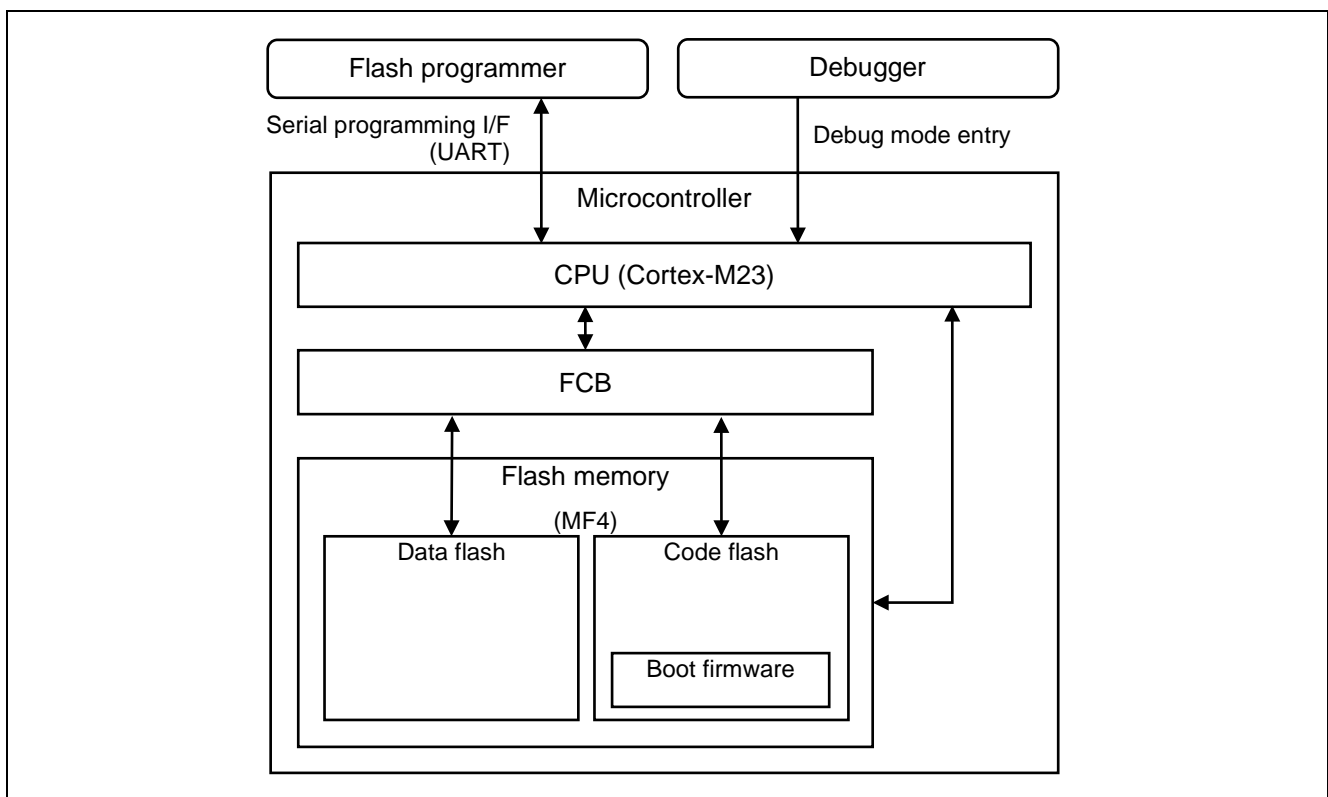 Flash programmer
Debugger
Serial programming I/F
(UART)
Debug mode entry
Microcontroller
CPU (Cortex-M23)
FCB
Flash memory
(MF4)
Data flash
Code flash
Boot firmware